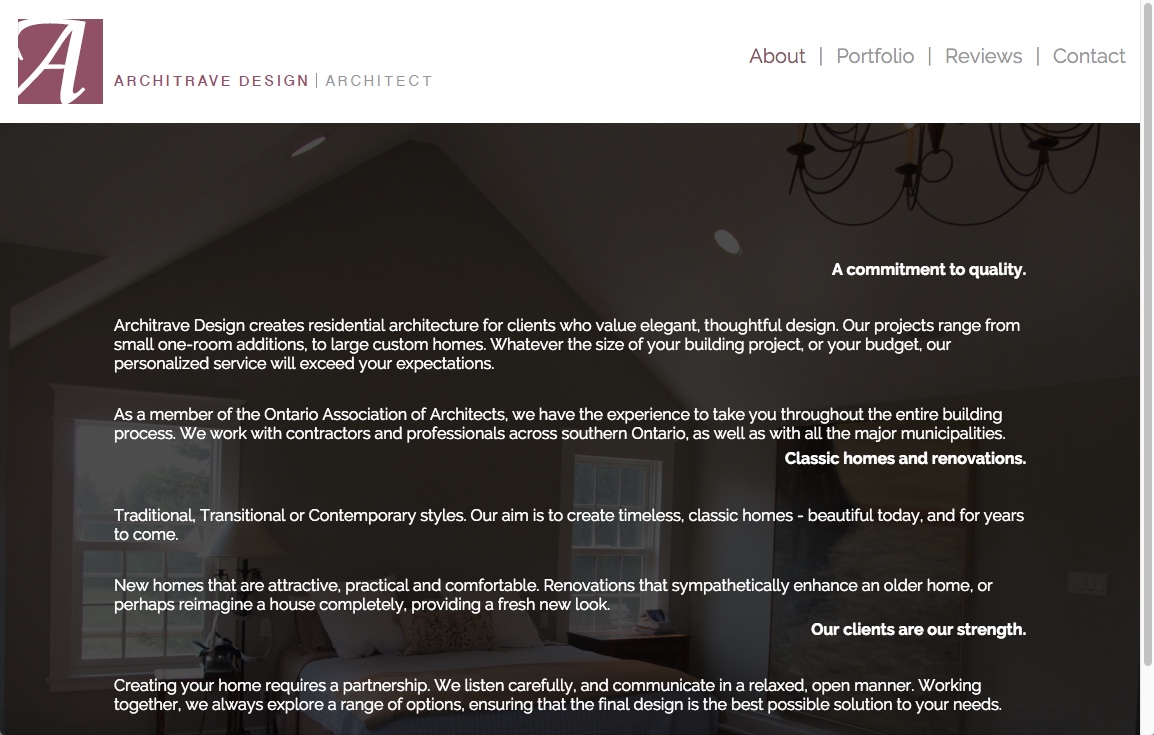 A
ARCHITRAVE DESIGN | ARCHITECT
About | Portfolio | Reviews | Contact
A commitment to quality.
Architrave Design creates residential architecture for clients who value elegant, thoughtful design. Our projects range from
small one-room additions, to large custom homes. Whatever the size of your building project, or your budget, our
personalized service will exceed your expectations.
As a member of the Ontario Association of Architects, we have the experience to take you throughout the entire building
process. We work with contractors and professionals across southern Ontario, as well as with all the major municipalities.
Classic homes and renovations.
Traditional, Transitional or Contemporary styles. Our aim is to create timeless, classic homes - beautiful today, and for years
to come.
New homes that are attractive, practical and comfortable. Renovations that sympathetically enhance an older home, or
perhaps reimagine a house completely, providing a fresh new look.
Our clients are our strength.
Creating your home requires a partnership. We listen carefully, and communicate in a relaxed, open manner. Working
together, we always explore a range of options, ensuring that the final design is the best possible solution to your needs.